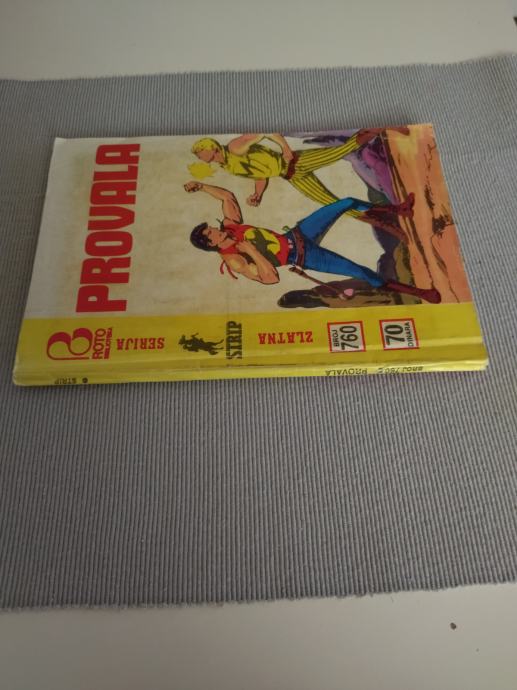 PROVALA
ROTO
BIBLIOTEKA
ZLATNA
STRIP
SERIJA
BROJ
760
70
DINARA
BROJ 760 PROVALA
STRIP